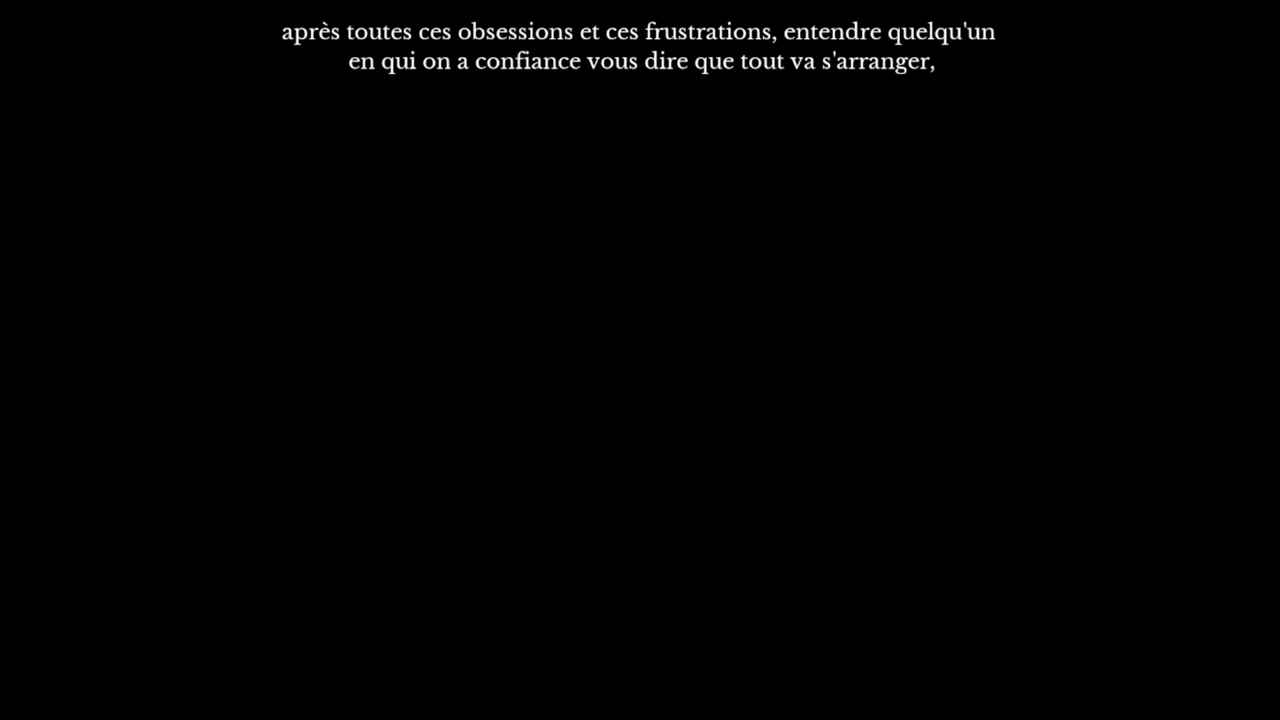 après toutes ces obsessions et ces frustrations, entendre quelqu'un
en qui on a confiance vous dire que tout va s'arranger,